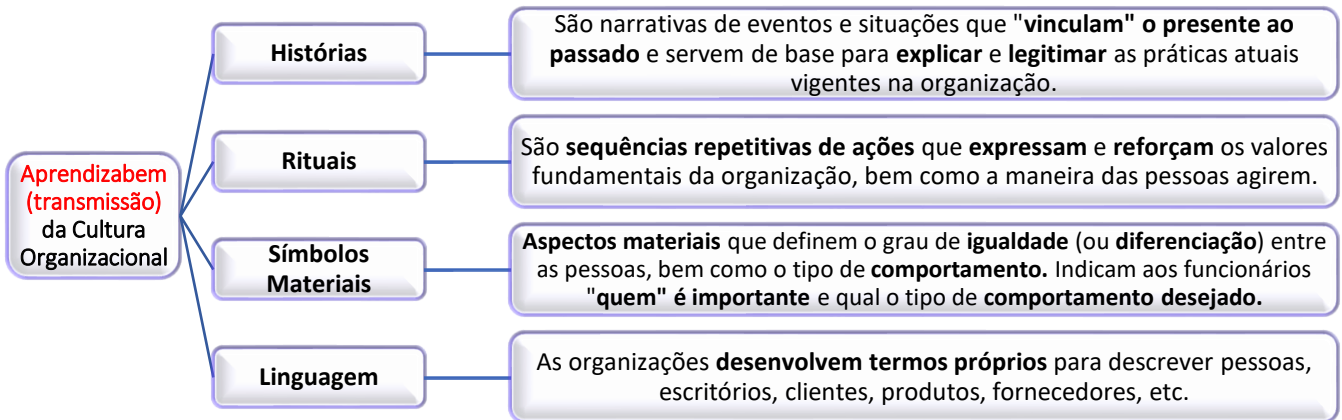 Aprendizabem
(transmissão)
da Cultura
Organizacional
Histórias
São narrativas de eventos e situações que "vinculam" o presente ao
passado e servem de base para explicar e legitimar as práticas atuais
vigentes na organização.
Rituais
São sequências repetitivas de ações que expressam e reforçam os valores
fundamentais da organização, bem como a maneira das pessoas agirem.
Símbolos
Materiais
Aspectos materiais que definem o grau de igualdade (ou diferenciação) entre
as pessoas, bem como o tipo de comportamento. Indicam aos funcionários
"quem" é importante e qual o tipo de comportamento desejado.
Linguagem
As organizações desenvolvem termos próprios para descrever pessoas,
escritórios, clientes, produtos, fornecedores, etc.